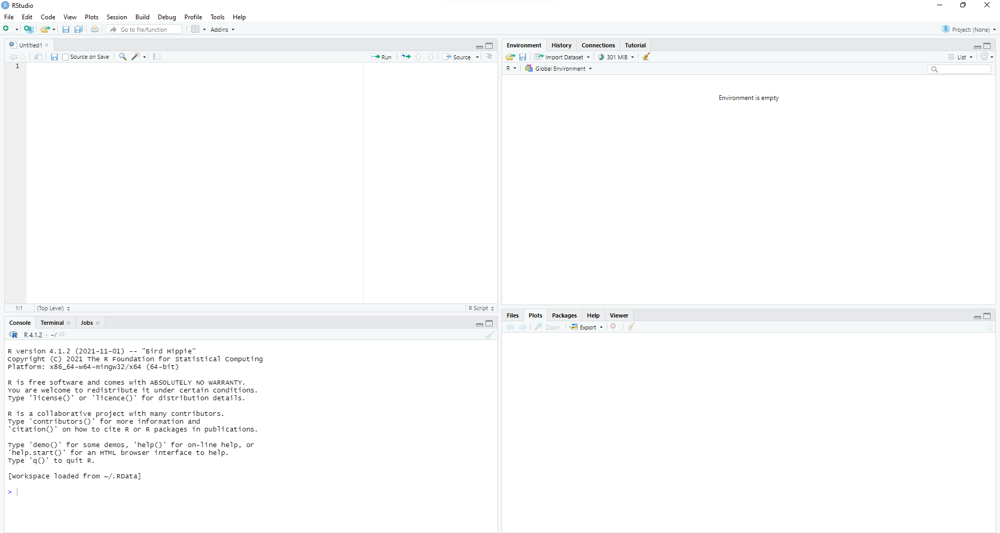 RStudio
File Edit Code View Plots Session Build Debug Profile Tools Help
Go to file/function Addins Project: (None)
Untitled1
Source on Save Run Source
1
1:1 (Top Level) R Script
Console Terminal Jobs
R 4.1.2 · ~/
R version 4.1.2 (2021-11-01) -- "Bird Hippie"
Copyright (C) 2021 The R Foundation for Statistical Computing
Platform: x86_64-w64-mingw32/x64 (64-bit)
R is free software and comes with ABSOLUTELY NO WARRANTY.
You are welcome to redistribute it under certain conditions.
Type 'license()' or 'licence()' for distribution details.
R is a collaborative project with many contributors.
Type 'contributors()' for more information and
'citation()' on how to cite R or R packages in publications.
Type 'demo()' for some demos, 'help()' for on-line help, or
'help.start()' for an HTML browser interface to help.
Type 'q()' to quit R.
[Workspace loaded from ~/.RData]
>
Environment History Connections Tutorial
Import Dataset 301 MiB List
R Global Environment
Environment is empty
Files Plots Packages Help Viewer
Zoom Export